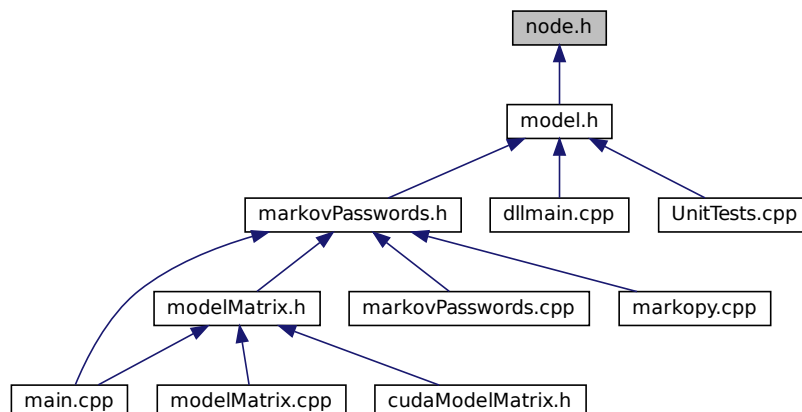 node.h
model.h
markovPasswords.h
dllmain.cpp
UnitTests.cpp
modelMatrix.h
markovPasswords.cpp
markopy.cpp
main.cpp
modelMatrix.cpp
cudaModelMatrix.h